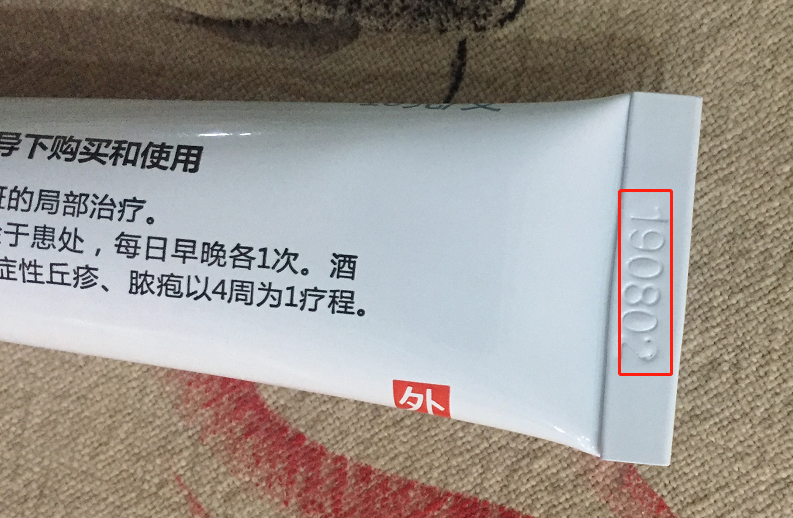 导下购买和使用
的局部治疗。
于患处，每日早晚各1次。酒
症性丘疹、脓疱以4周为1疗程。
外
190802